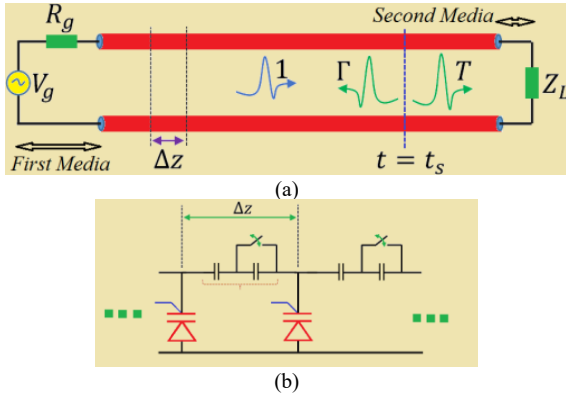 R_g
Second Media
V_g
1
Γ
T
Z_L
First Media
Δz
t = t_s
(a)
Δz
(b)